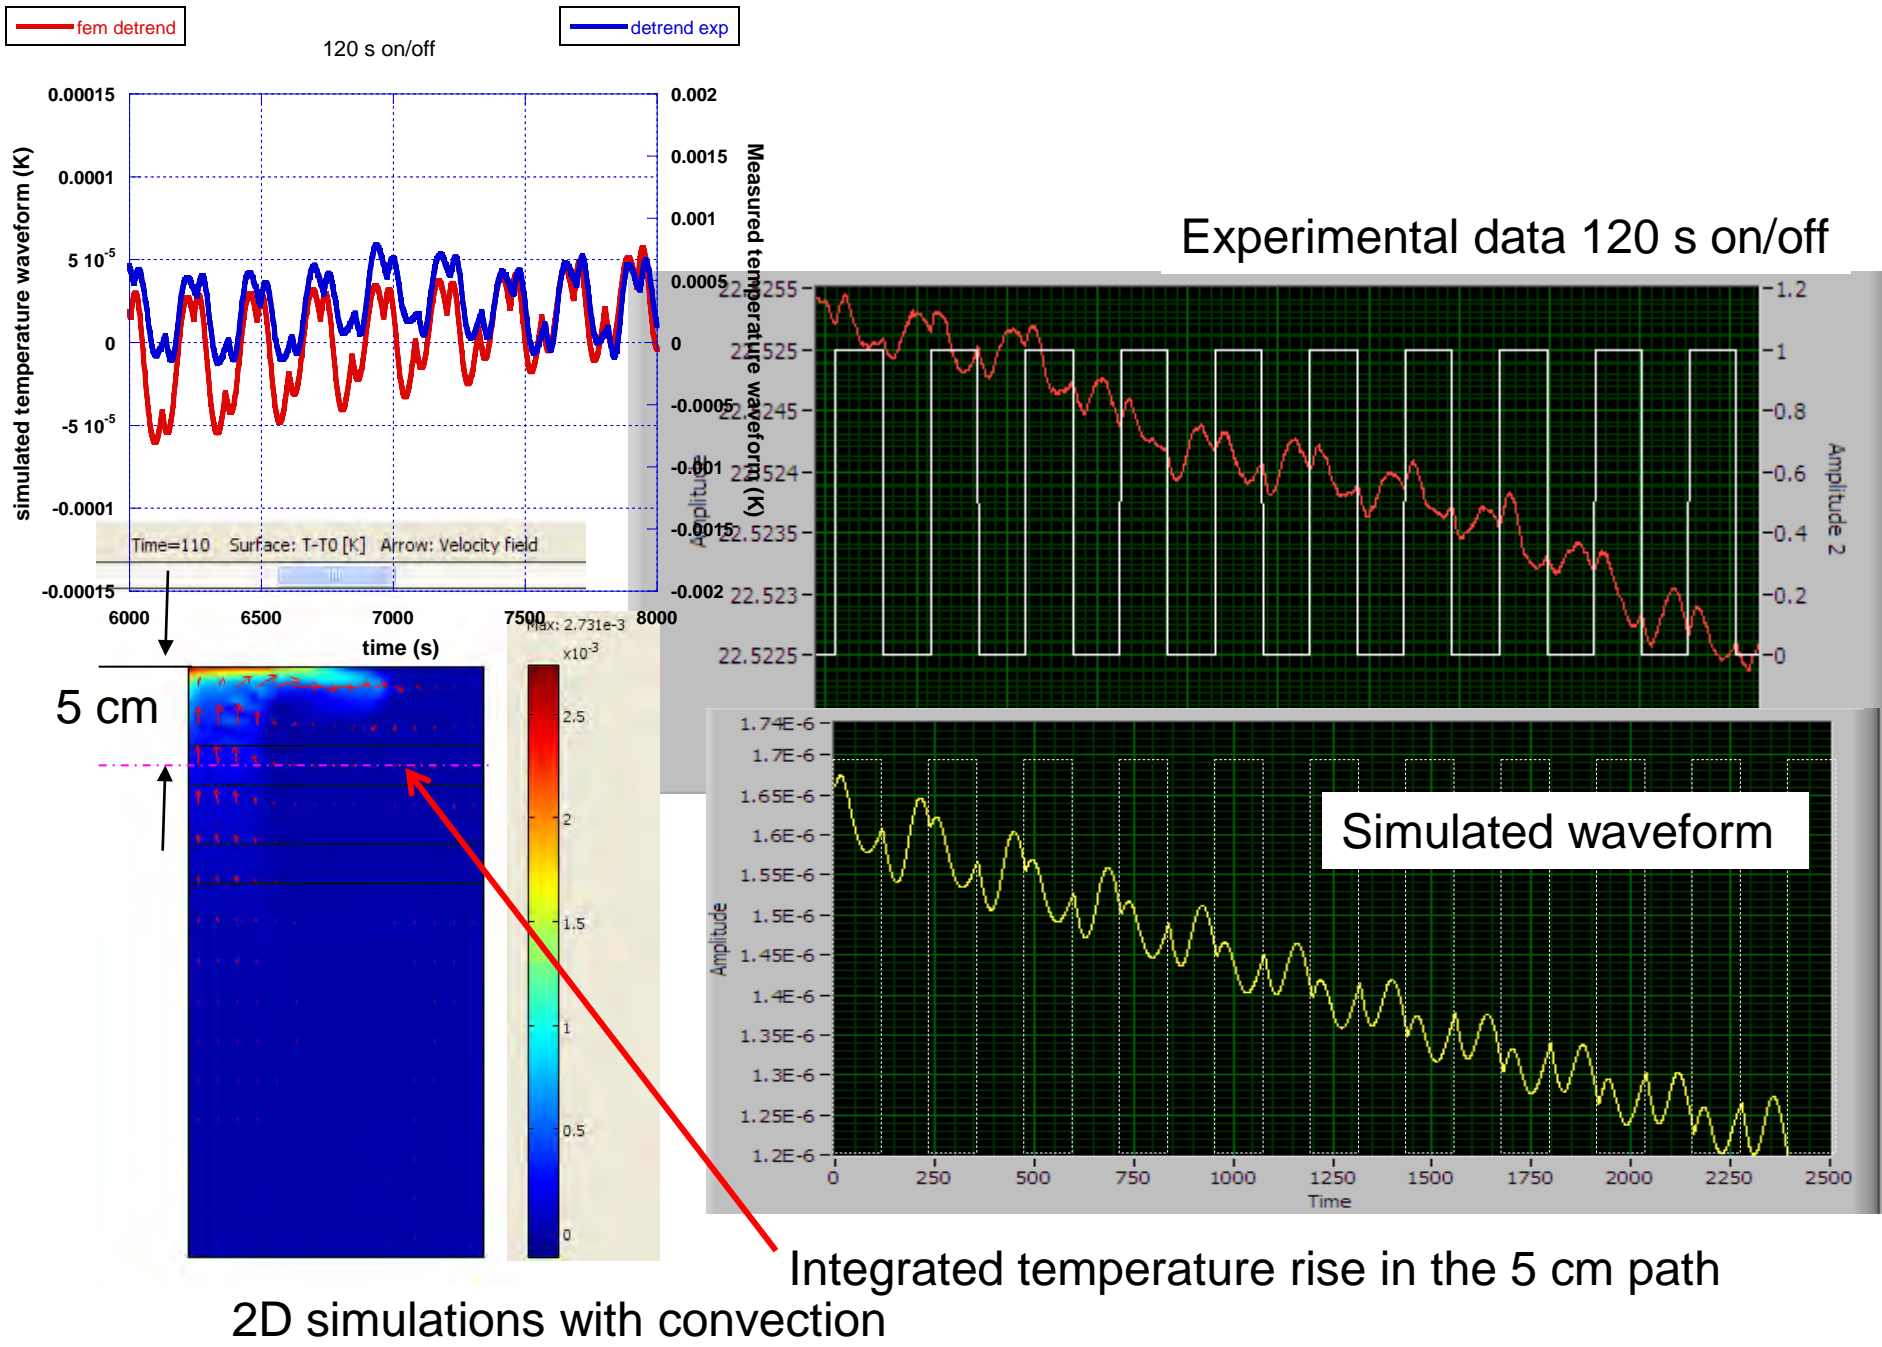 fem detrend
detrend exp
120 s on/off
0.00015
0.0001
5 10-5
0
-5 10-5
-0.0001
-0.00015
simulated temperature waveform (K)
0.002
0.0015
0.001
0.0005
0
-0.0005
-0.001
-0.0015
-0.002
Measured temperature waveform (K)
6000 6500 7000 7500 8000
time (s)
Time=110 Surface: T-T0 [K] Arrow: Velocity field
Max: 2.731e-3
x10-3
2.5
2
1.5
1
0.5
0
5 cm
Experimental data 120 s on/off
22.5255
22.525
22.5245
22.524
22.5235
22.523
22.5225
Amplitude
1.2
1
0.8
0.6
0.4
0.2
0
Amplitude 2
1.74E-6
1.7E-6
1.65E-6
1.6E-6
1.55E-6
1.5E-6
1.45E-6
1.4E-6
1.35E-6
1.3E-6
1.25E-6
1.2E-6
Amplitude
Simulated waveform
0 250 500 750 1000 1250 1500 1750 2000 2250 2500
Time
Integrated temperature rise in the 5 cm path
2D simulations with convection